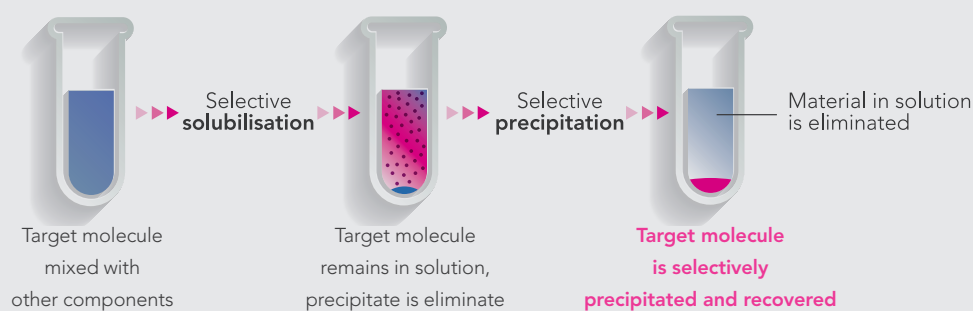 Selective
solubilisation
Selective
precipitation
Material in solution
is eliminated
Target molecule
mixed with
other components
Target molecule
remains in solution,
precipitate is eliminate
Target molecule
is selectively
precipitated and recovered